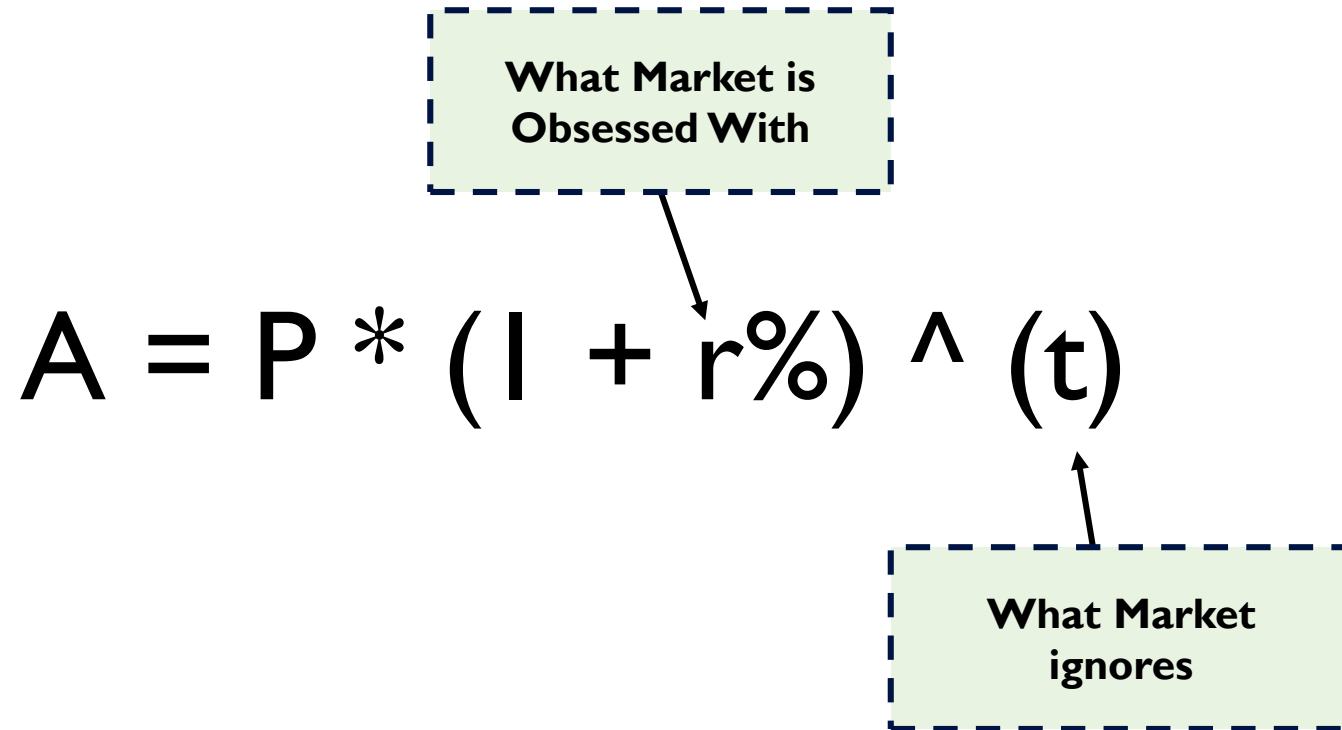 What Market is
Obsessed With
A = P * (1 + r%) ^ (t)
What Market
ignores